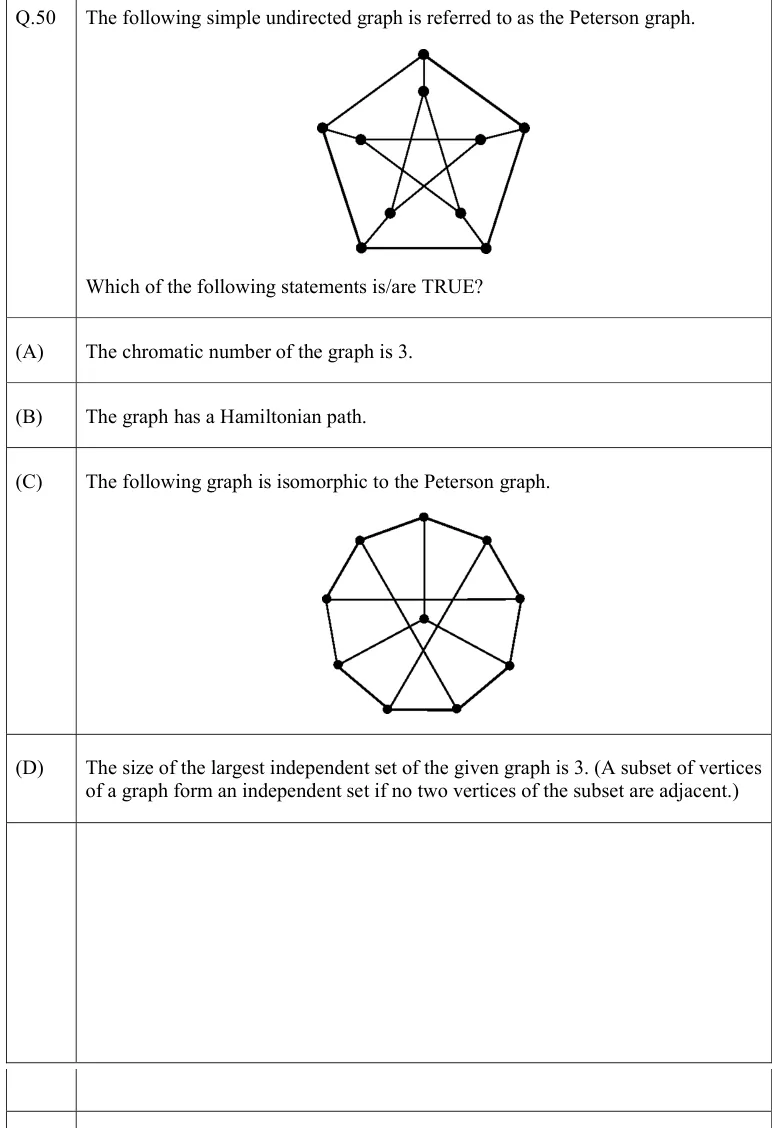 Q.50 The following simple undirected graph is referred to as the Peterson graph.
Which of the following statements is/are TRUE?
(A) The chromatic number of the graph is 3.
(B) The graph has a Hamiltonian path.
(C) The following graph is isomorphic to the Peterson graph.
(D) The size of the largest independent set of the given graph is 3. (A subset of vertices
of a graph form an independent set if no two vertices of the subset are adjacent.)